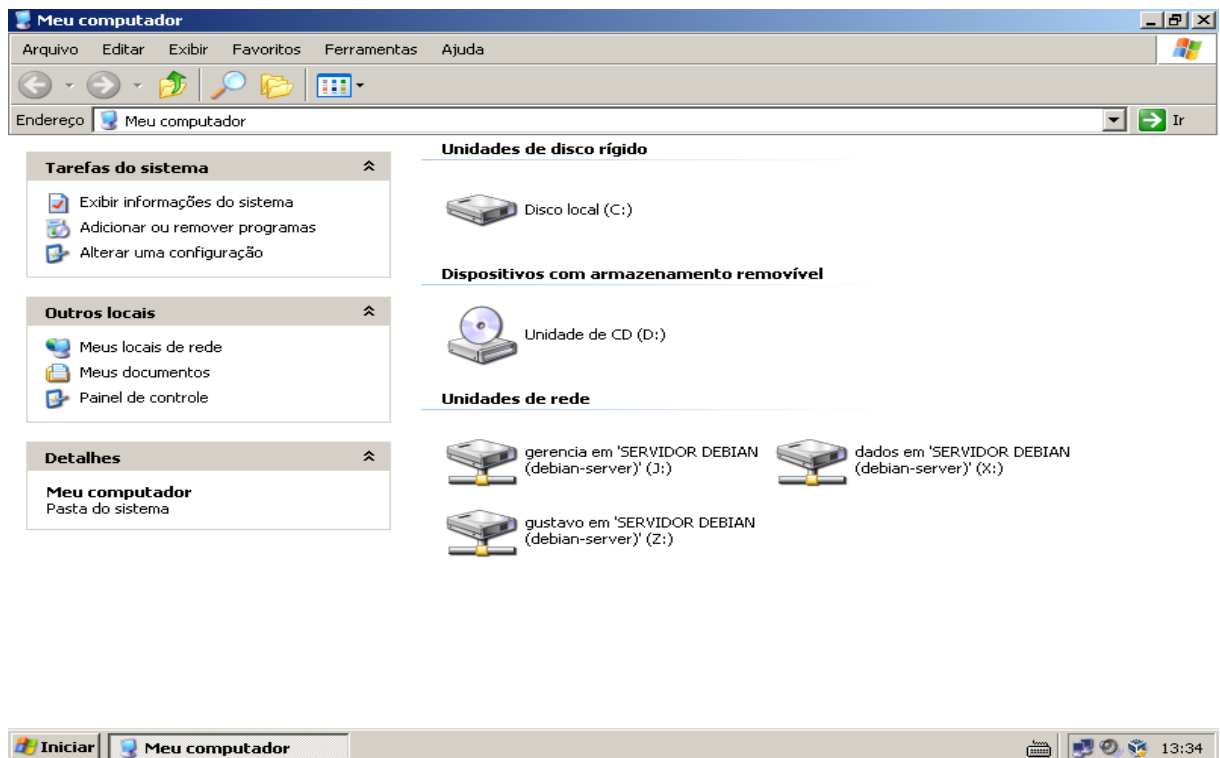 Meu computador
Arquivo Editar Exibir Favoritos Ferramentas Ajuda
Endereço Meu computador Ir
Tarefas do sistema
Exibir informações do sistema
Adicionar ou remover programas
Alterar uma configuração
Outros locais
Meus locais de rede
Meus documentos
Painel de controle
Detalhes
Meu computador
Pasta do sistema
Unidades de disco rígido
Disco local (C:)
Dispositivos com armazenamento removível
Unidade de CD (D:)
Unidades de rede
gerencia em 'SERVIDOR DEBIAN
(debian-server)' (J:)
dados em 'SERVIDOR DEBIAN
(debian-server)' (X:)
gustavo em 'SERVIDOR DEBIAN
(debian-server)' (Z:)
Iniciar Meu computador 13:34